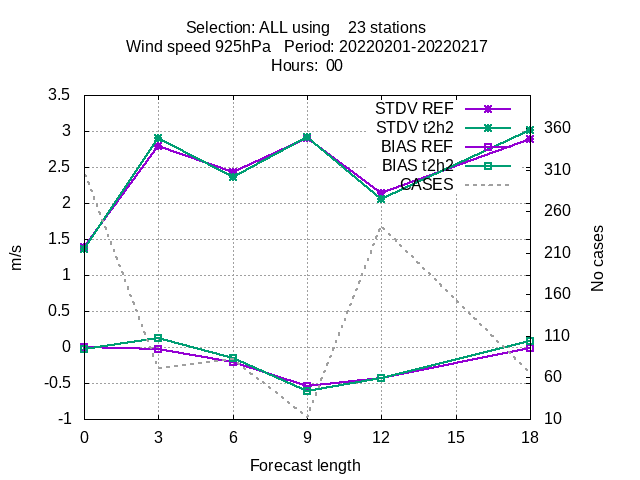 Selection: ALL using    23 stations
Wind speed 925hPa   Period: 20220201-20220217
Hours:  00
3.5
3
2.5
2
1.5
1
0.5
0
-0.5
-1
m/s
STDV REF
STDV t2h2
BIAS REF
BIAS t2h2
CASES
360
310
260
210
160
110
60
10
No cases
0 3 6 9 12 15 18
Forecast length